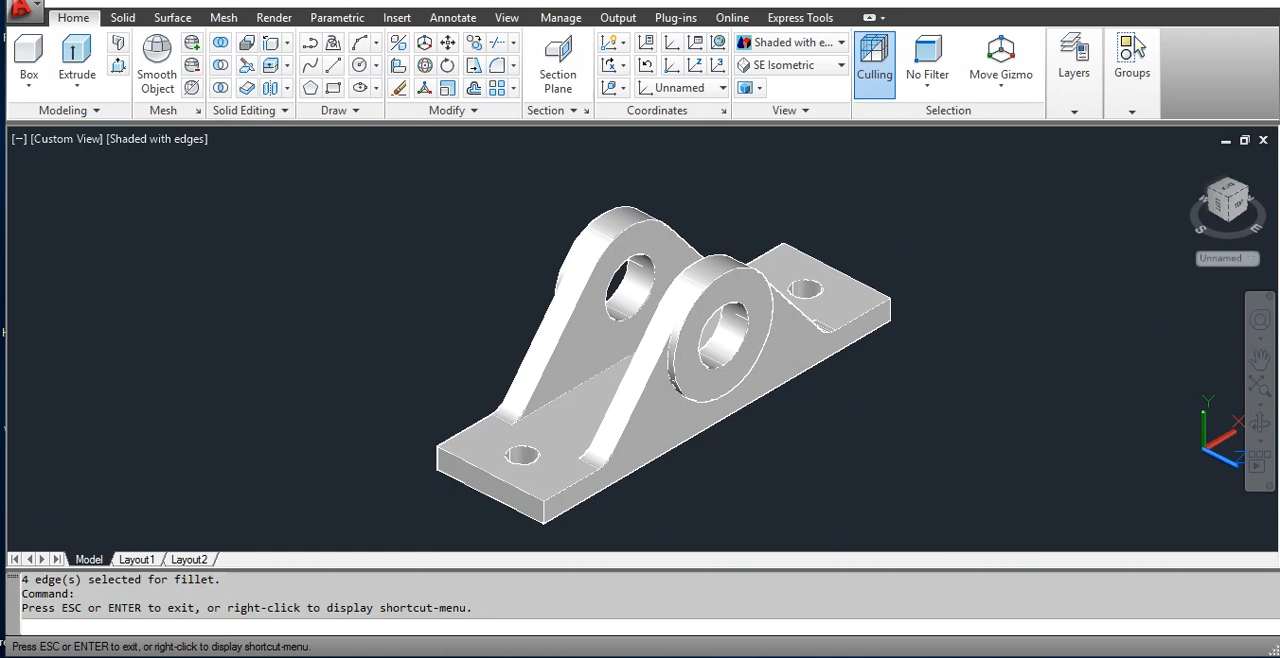 Home Solid Surface Mesh Render Parametric Insert Annotate View Manage Output Plug-ins Online Express Tools
Shaded with e...
SE Isometric
Unnamed
Box Extrude Smooth Object Section Plane Culling No Filter Move Gizmo Layers Groups
Modeling Mesh Solid Editing Draw Modify Section Coordinates View Selection
[−] [Custom View] [Shaded with edges]
S E
Unnamed
Y
X
Z
Model Layout1 Layout2
4 edge(s) selected for fillet.
Command:
Press ESC or ENTER to exit, or right-click to display shortcut-menu.
Press ESC or ENTER to exit, or right-click to display shortcut-menu.